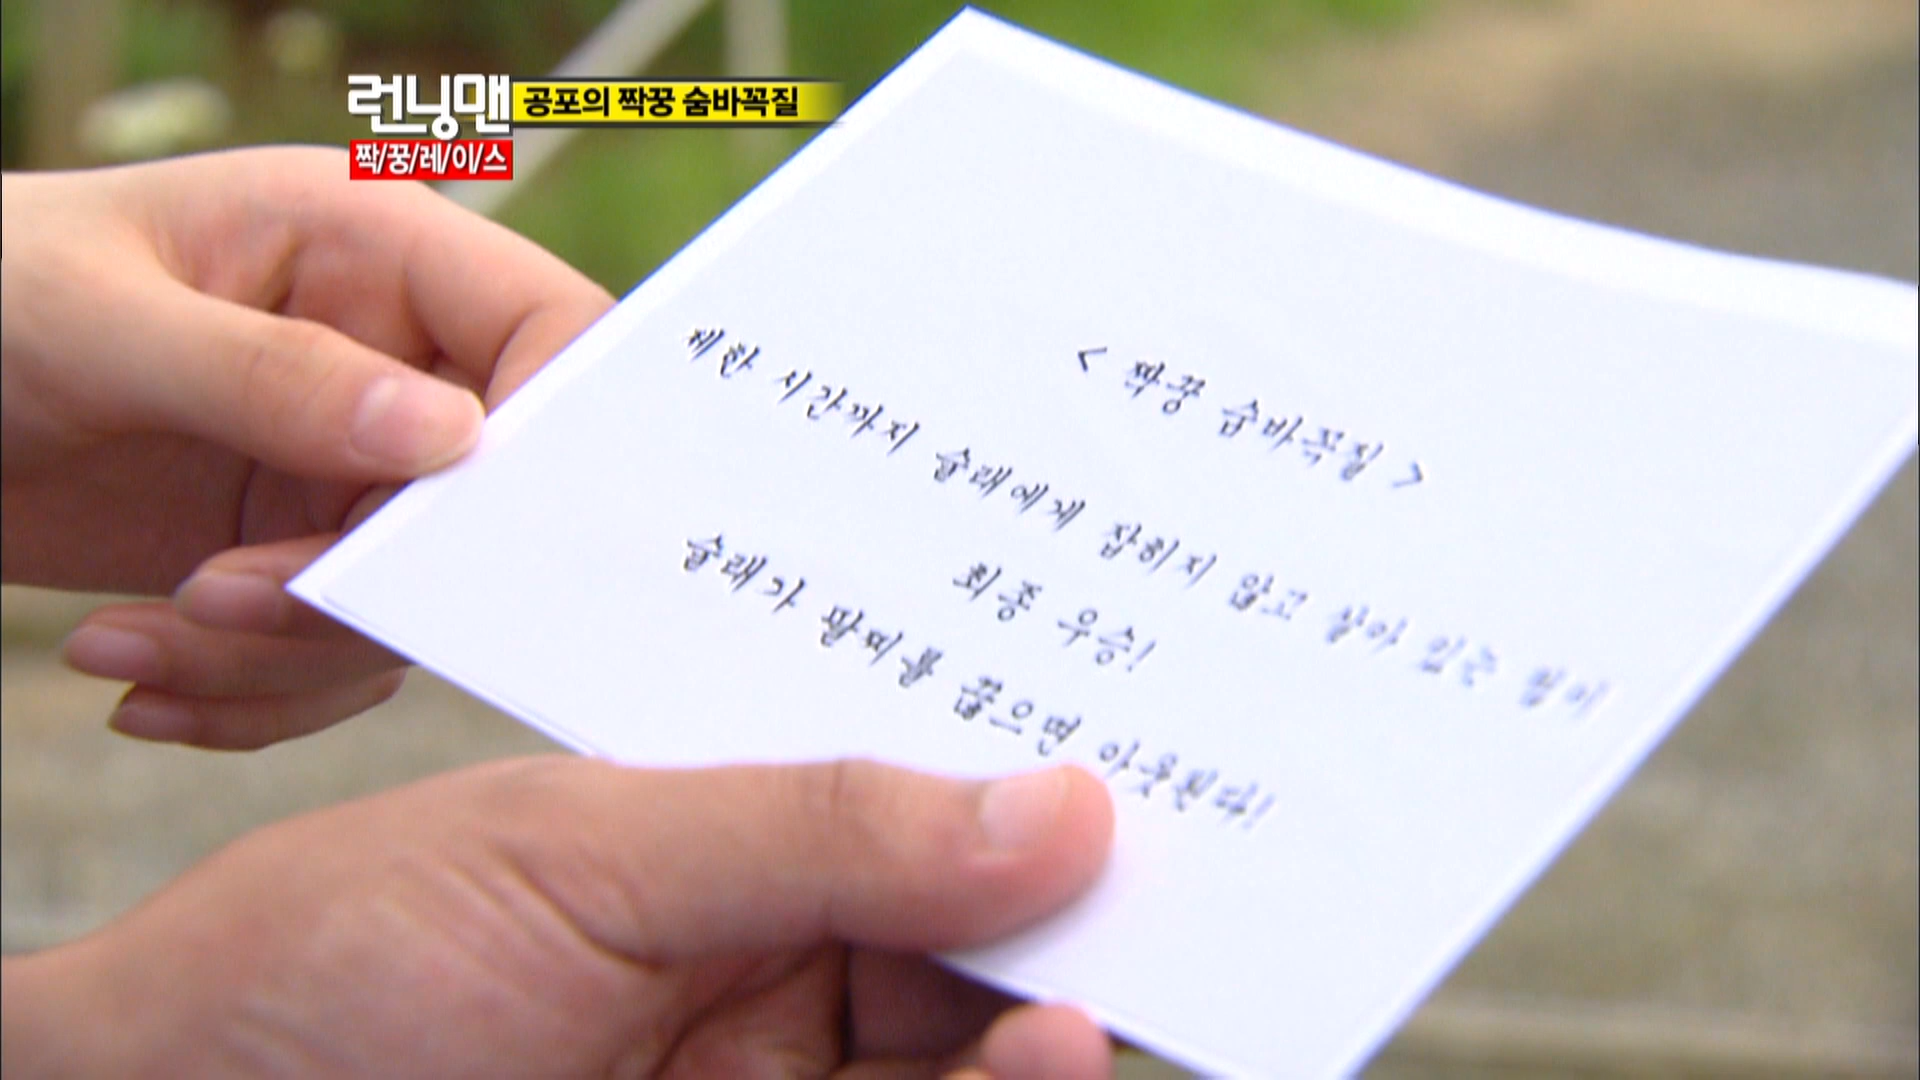 런닝맨 공포의 짝꿍 숨바꼭질
짝/꿍/레/이/스
< 짝꿍 숨바꼭질 >
제한 시간까지 술래에게 잡히지 않고 살아 있는 팀이
최종 우승!
술래가 말띠를 끊으면 아웃된다!